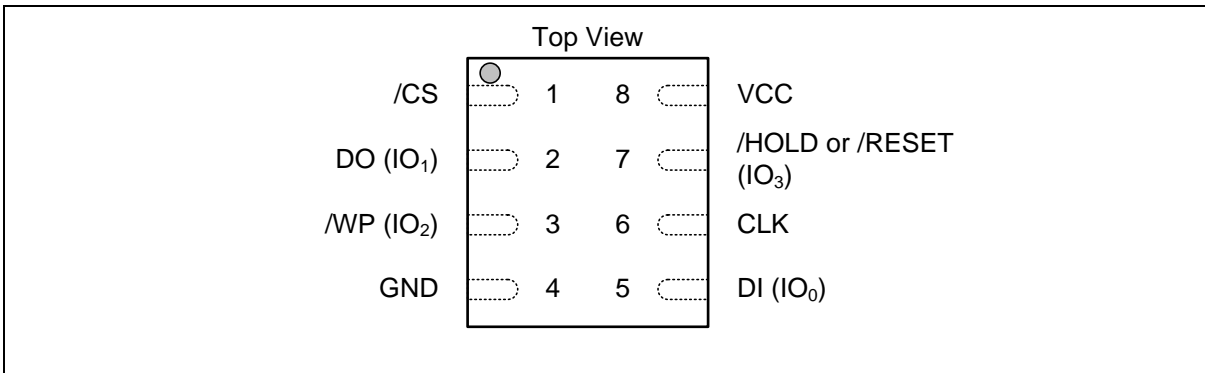 Top View
/CS 1 8 VCC
DO (IO₁) 2 7 /HOLD or /RESET
(IO₃)
/WP (IO₂) 3 6 CLK
GND 4 5 DI (IO₀)